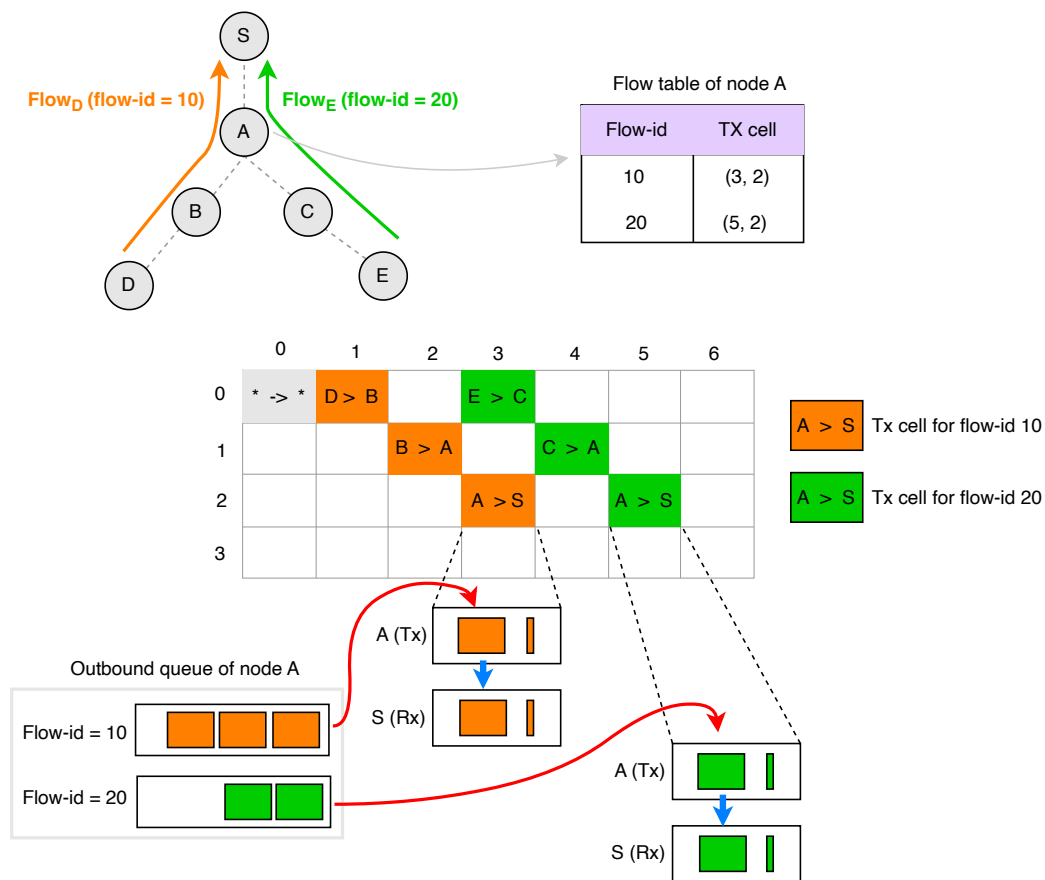 S
Flow_D (flow-id = 10)
Flow_E (flow-id = 20)
A
B
C
D
E
Flow table of node A
Flow-id TX cell
10 (3, 2)
20 (5, 2)
0 1 2 3 4 5 6
0 * -> * D > B E > C
1 B > A C > A
2 A > S A > S
3
A > S Tx cell for flow-id 10
A > S Tx cell for flow-id 20
A (Tx)
S (Rx)
Outbound queue of node A
Flow-id = 10
Flow-id = 20
A (Tx)
S (Rx)